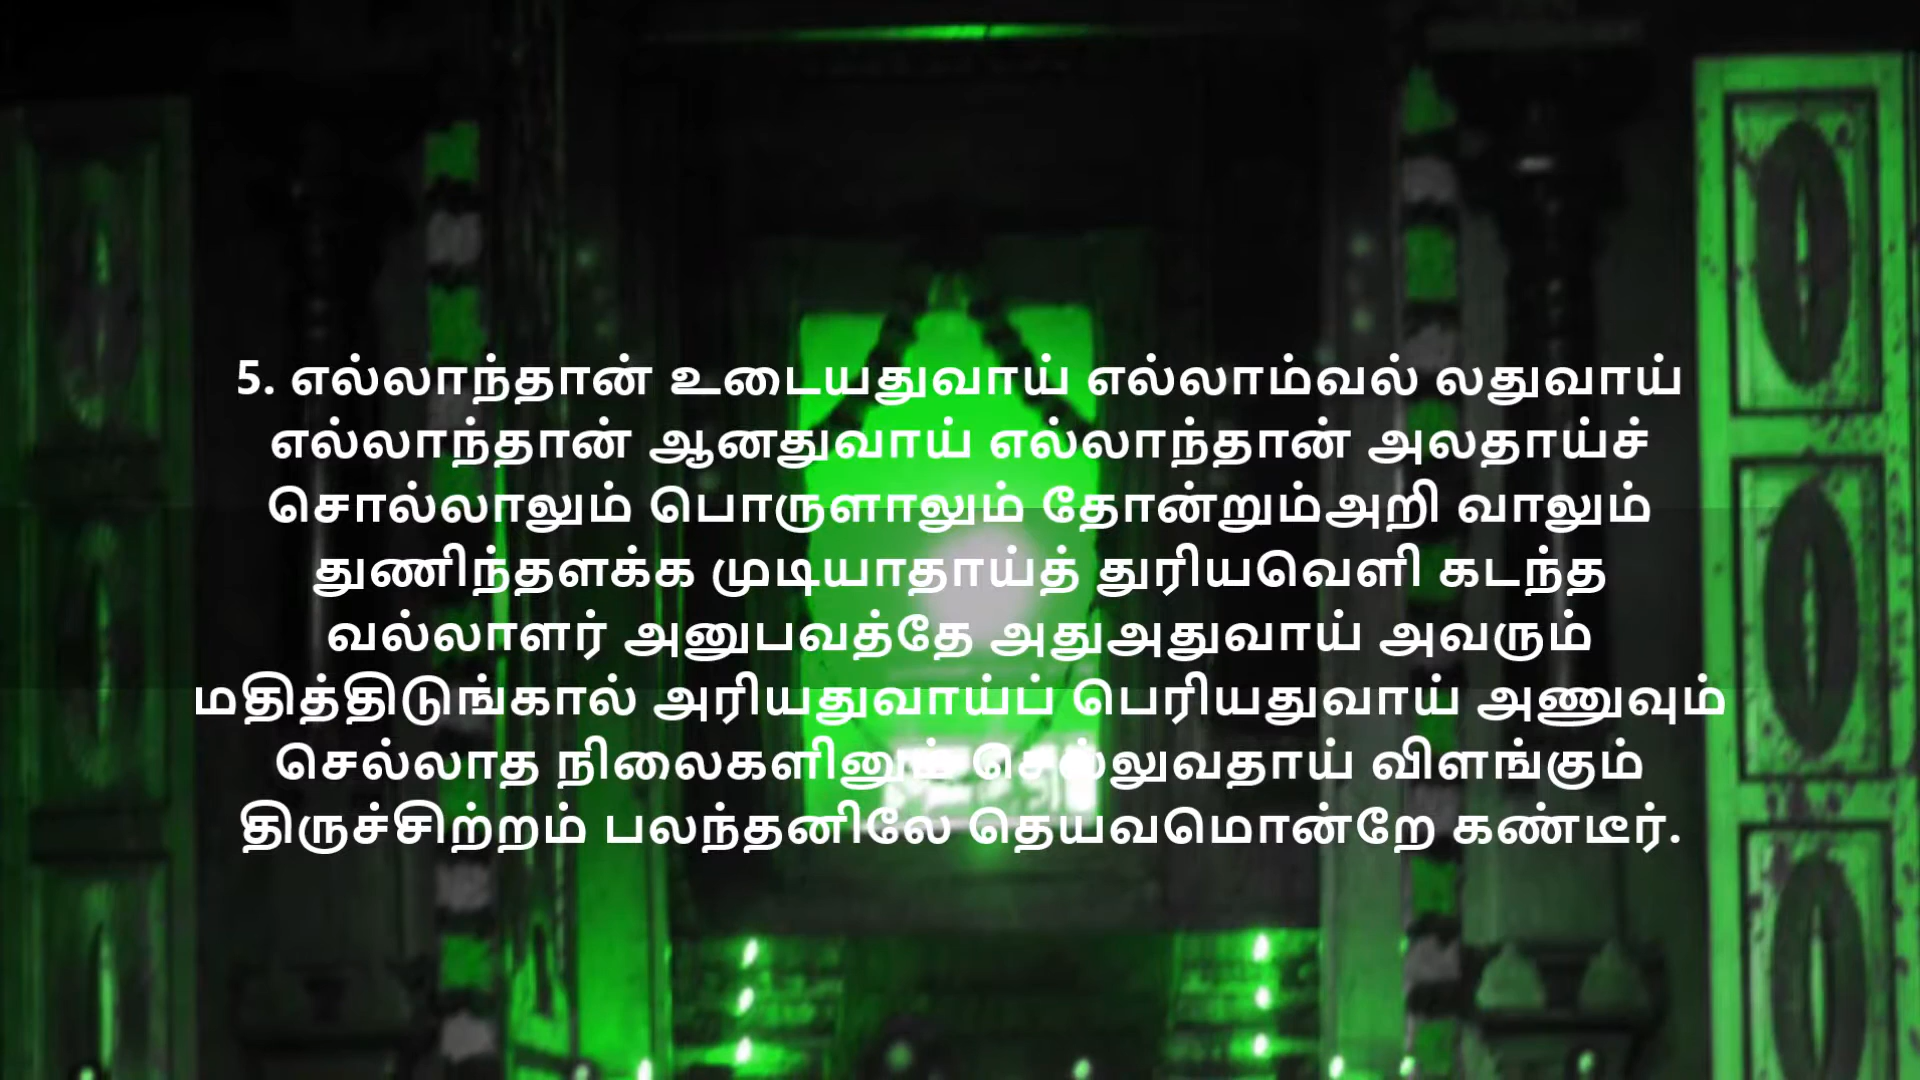 5. எல்லாந்தான் உடையதுவாய் எல்லாம்வல் லதுவாய்
எல்லாந்தான் ஆனதுவாய் எல்லாந்தான் அலதாய்ச்
சொல்லாலும் பொருளாலும் தோன்றும்அறி வாலும்
துணிந்தளக்க முடியாதாய்த் துரியவெளி கடந்த
வல்லாளர் அனுபவத்தே அதுஅதுவாய் அவரும்
மதித்திடுங்கால் அரியதுவாய்ப் பெரியதுவாய் அணுவும்
செல்லாத நிலைகளினும் செல்லுவதாய் விளங்கும்
திருச்சிற்றம் பலந்தனிலே தெய்வமொன்றே கண்டீர்.